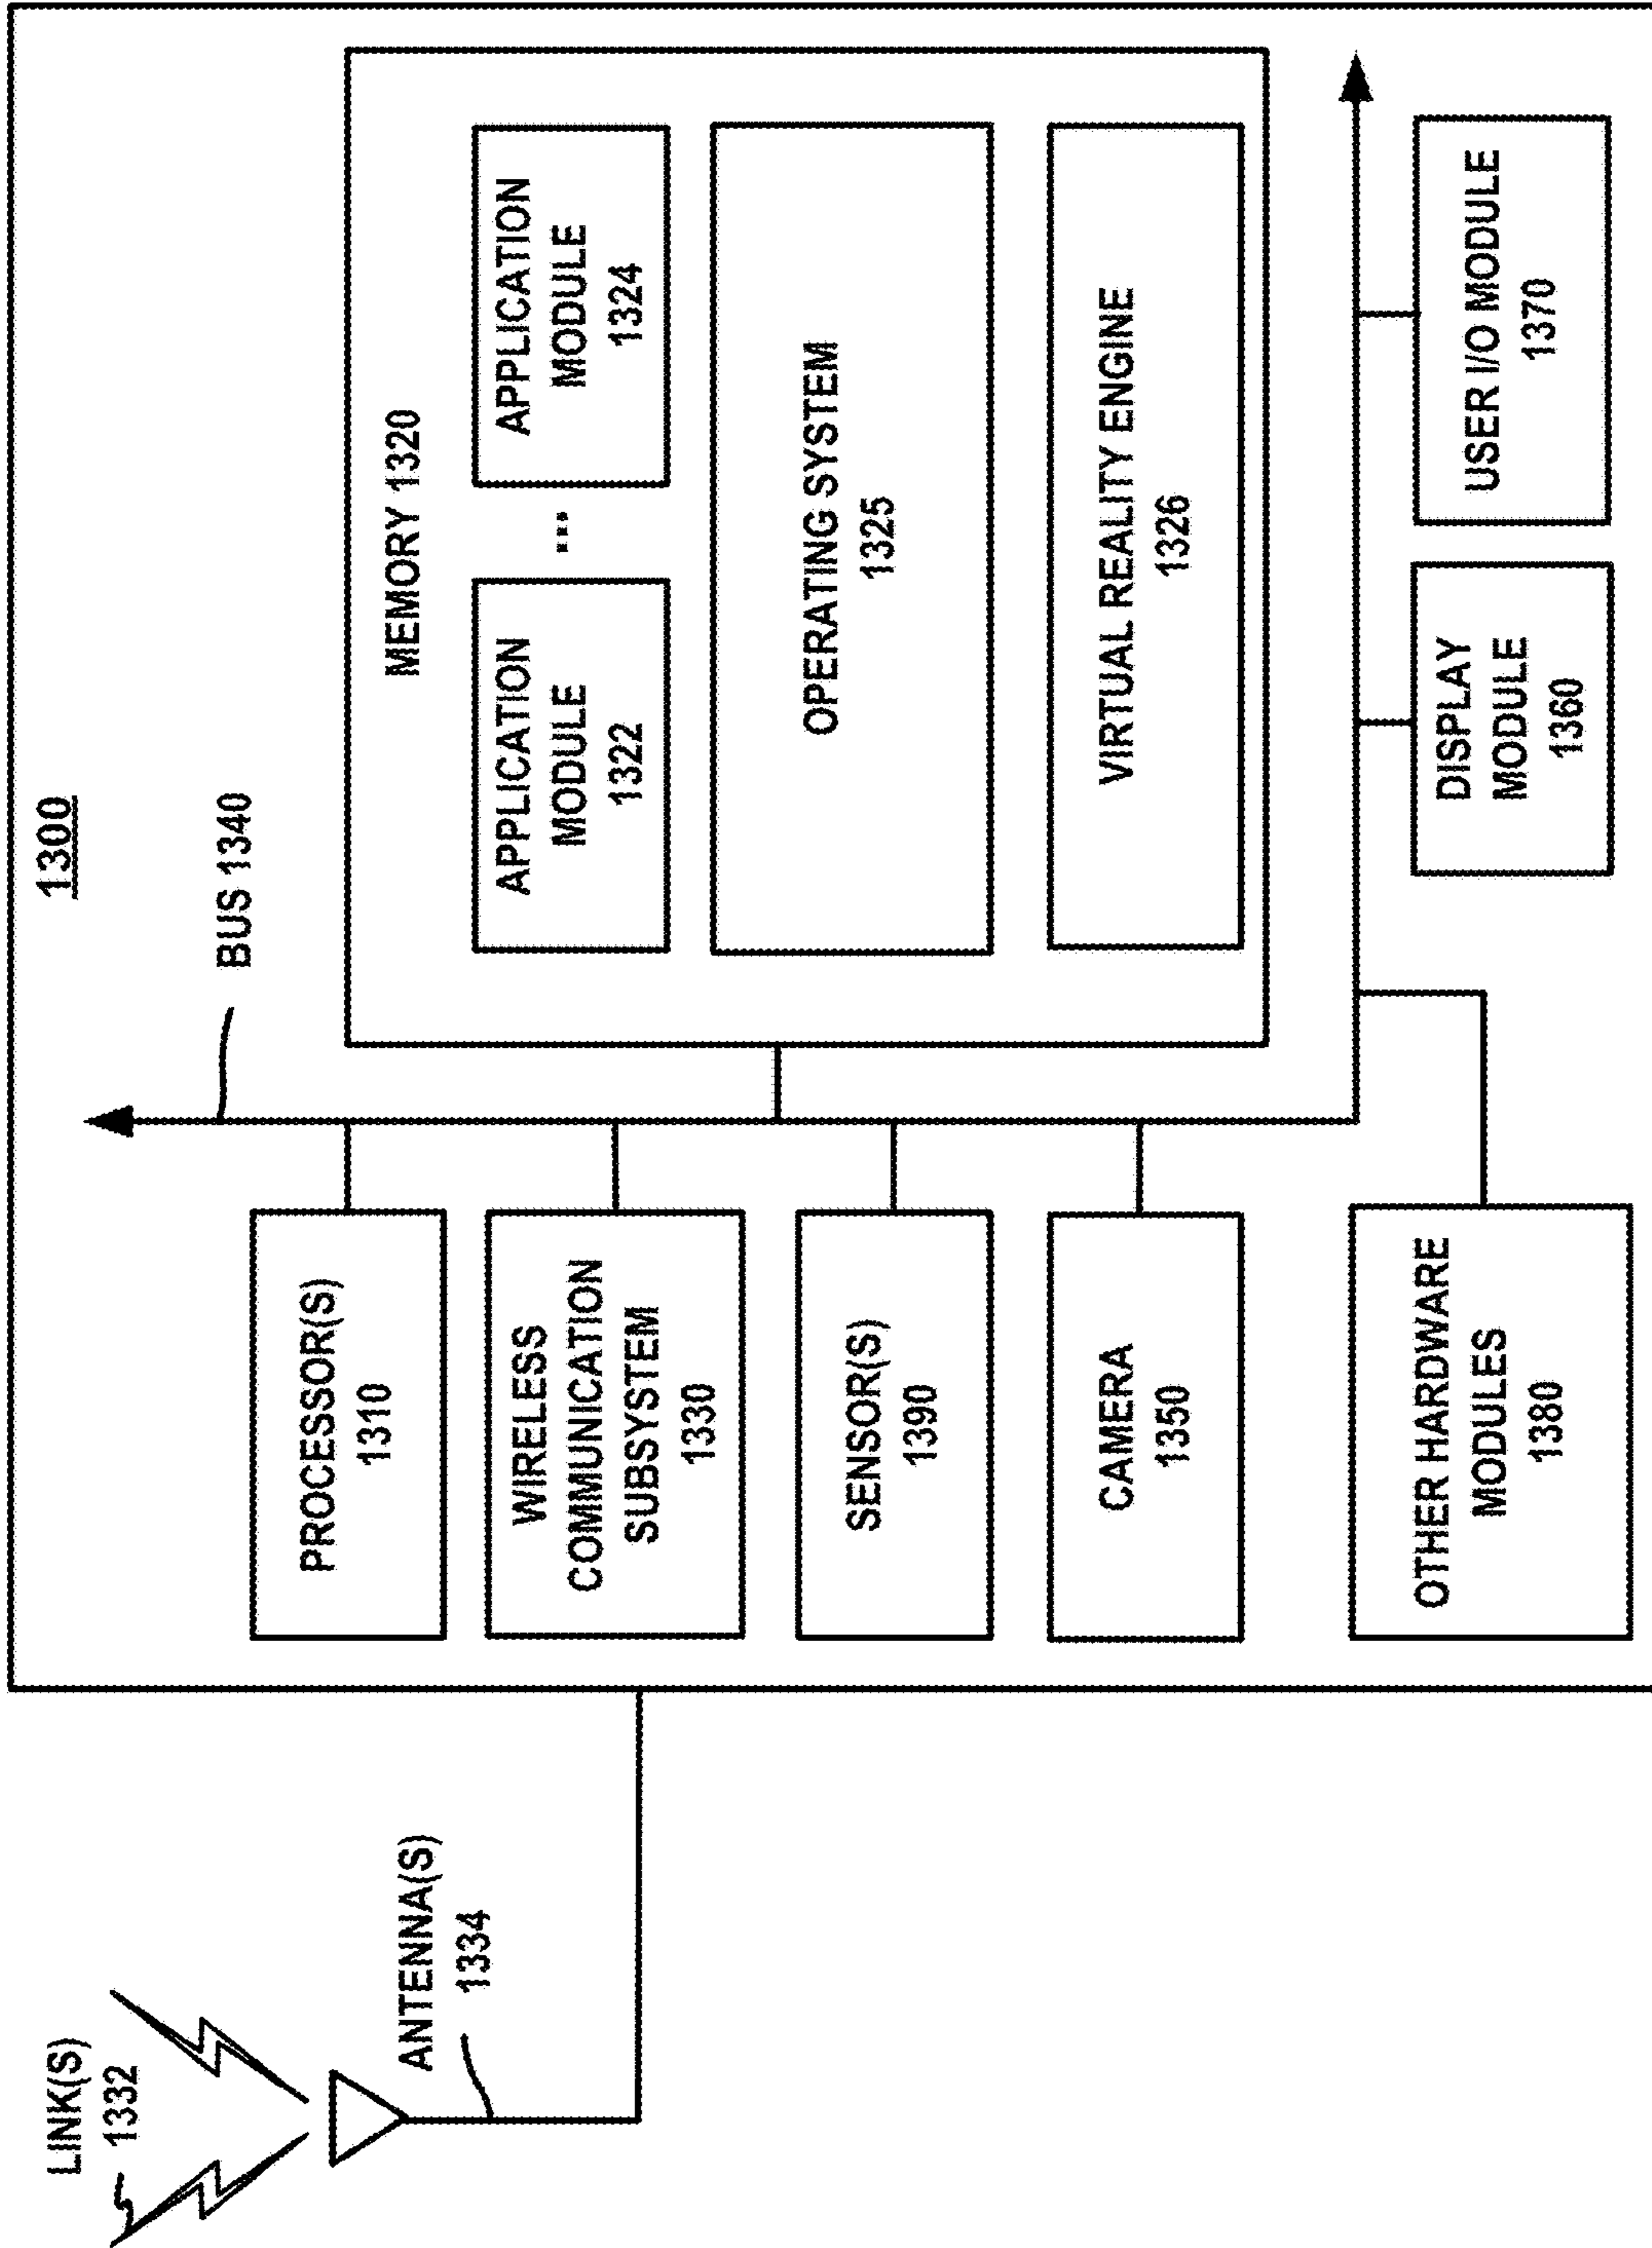 1300
LINK(S)
1332
ANTENNA(S)
1334
BUS 1340
PROCESSOR(S)
1310
WIRELESS
COMMUNICATION
SUBSYSTEM
1330
SENSOR(S)
1390
CAMERA
1350
OTHER HARDWARE
MODULES
1380
MEMORY 1320
APPLICATION
MODULE
1322
...
APPLICATION
MODULE
1324
OPERATING SYSTEM
1325
VIRTUAL REALITY ENGINE
1326
DISPLAY
MODULE
1360
USER I/O MODULE
1370